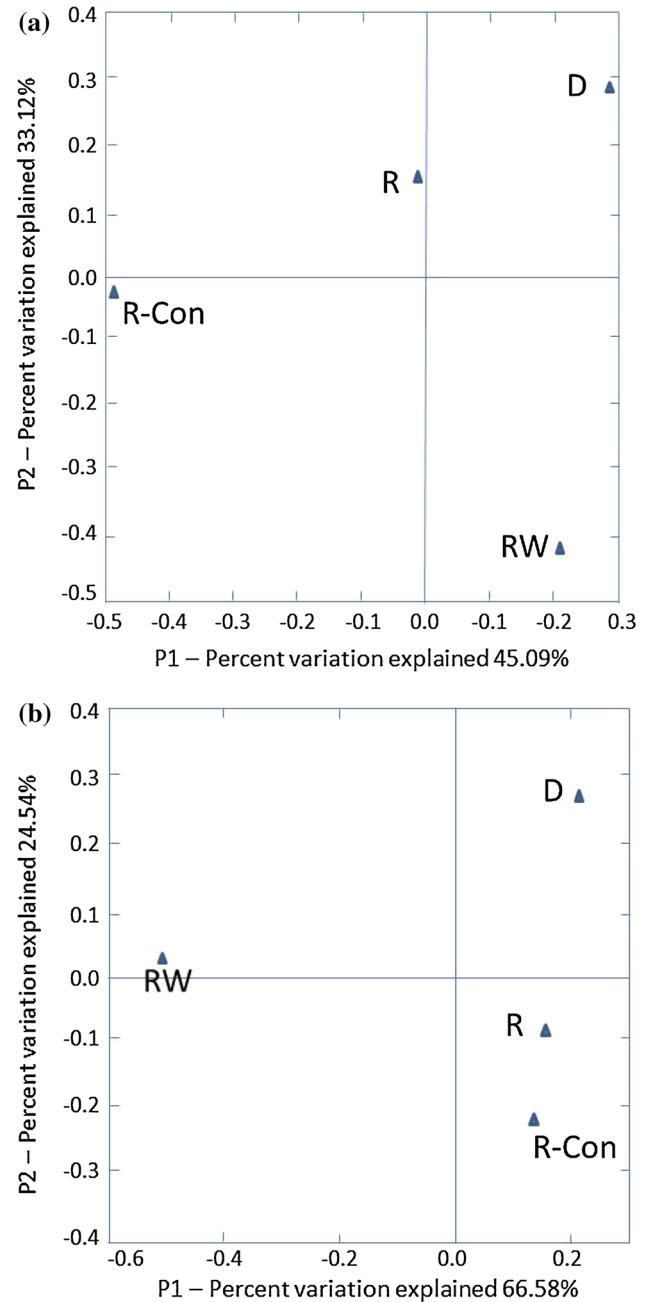 (a)
P2 – Percent variation explained 33.12%
0.4
0.3
0.2
0.1
0.0
-0.1
-0.2
-0.3
-0.4
-0.5
D
R
R-Con
RW
-0.5 -0.4 -0.3 -0.2 -0.1 0.0 -0.1 -0.2 0.3
P1 – Percent variation explained 45.09%
(b)
P2 – Percent variation explained 24.54%
0.4
0.3
0.2
0.1
0.0
-0.1
-0.2
-0.3
-0.4
D
RW
R
R-Con
-0.6 -0.4 -0.2 0.0 0.2
P1 – Percent variation explained 66.58%